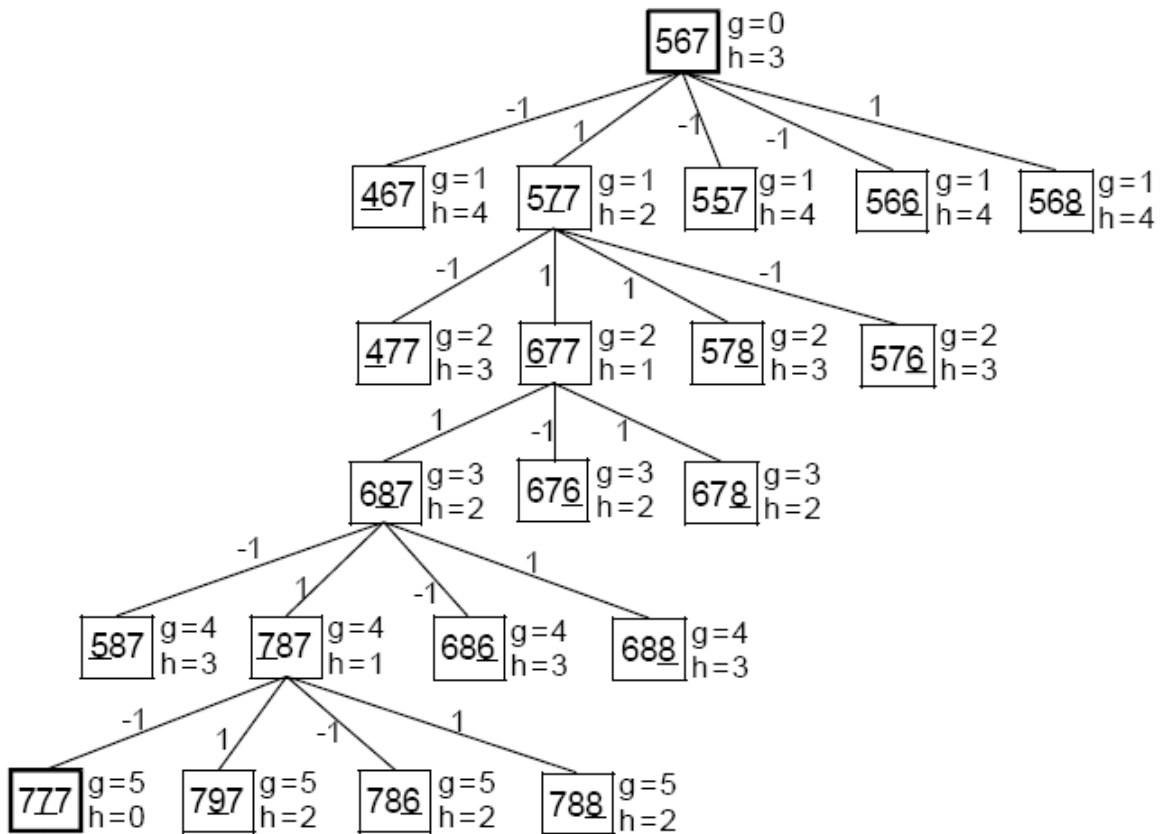 567 g=0
h=3
-1 1 -1 -1 1
467 g=1
h=4
577 g=1
h=2
557 g=1
h=4
566 g=1
h=4
568 g=1
h=4
-1 1 1 -1
477 g=2
h=3
677 g=2
h=1
578 g=2
h=3
576 g=2
h=3
1 -1 1
687 g=3
h=2
676 g=3
h=2
678 g=3
h=2
-1 1 -1 1
587 g=4
h=3
787 g=4
h=1
686 g=4
h=3
688 g=4
h=3
-1 1 -1 1
777 g=5
h=0
797 g=5
h=2
786 g=5
h=2
788 g=5
h=2